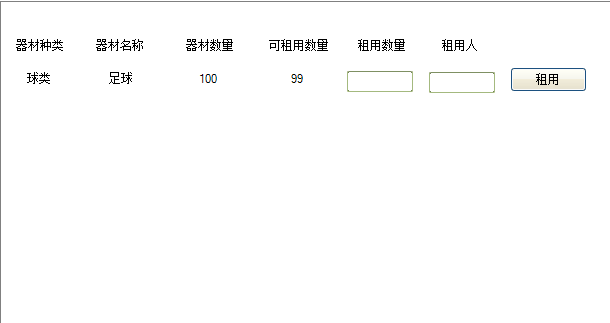 器材种类 器材名称 器材数量 可租用数量 租用数量 租用人
球类 足球 100 99 租用